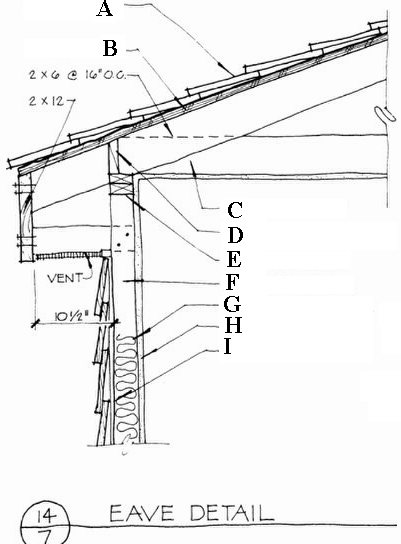 A
B
2 x 6 @ 16" O.C.
2 x 12
C
D
E
F
VENT
G
10 1/2"
H
I
14
7
EAVE DETAIL